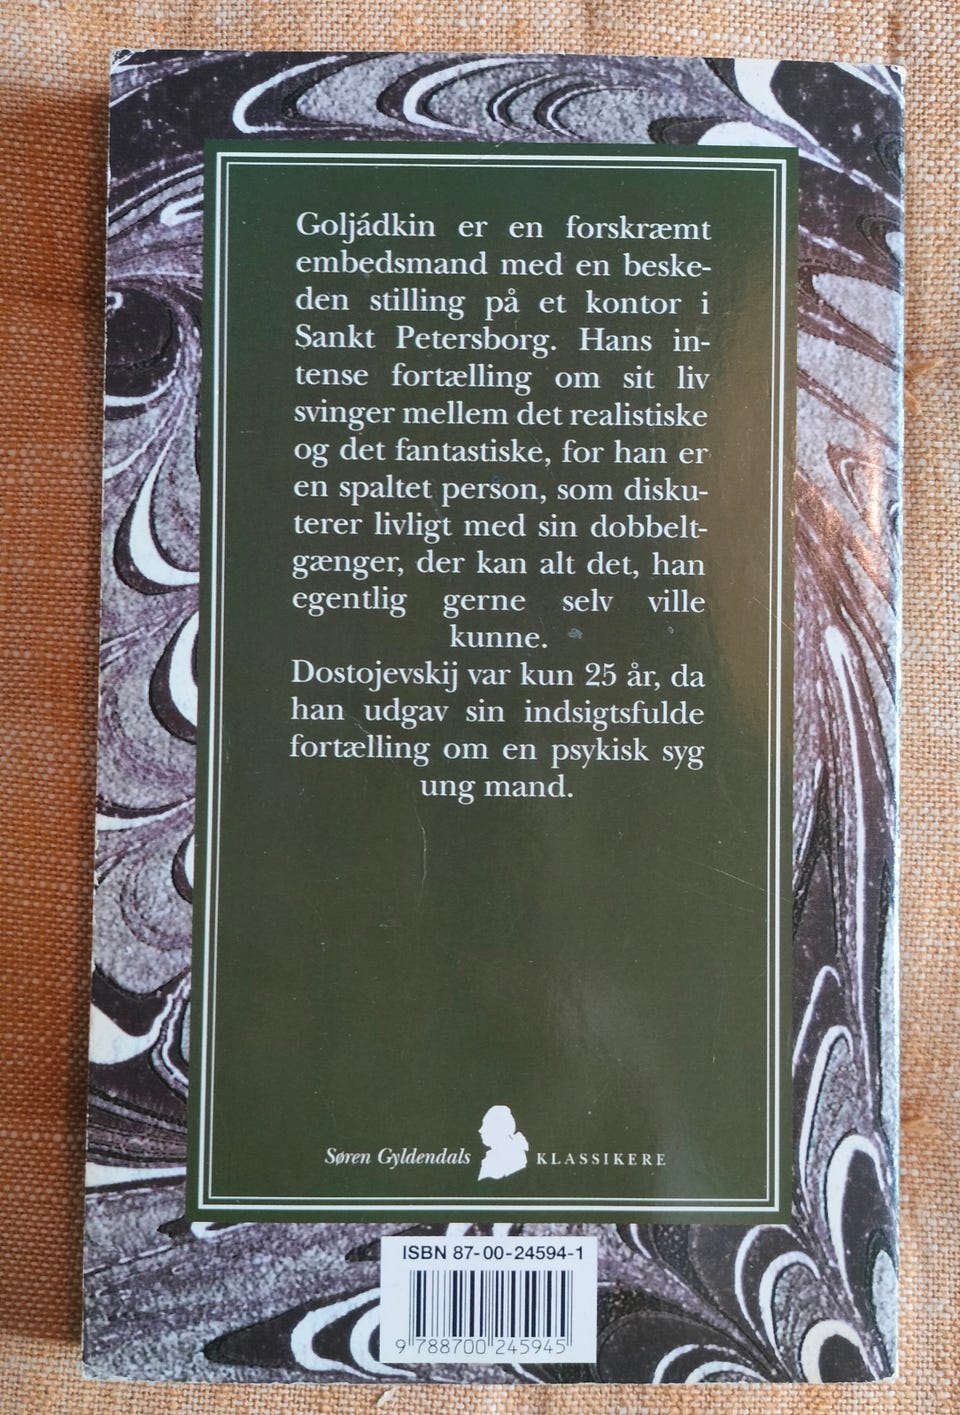 Goljádkin er en forskræmt
embedsmand med en beske-
den stilling på et kontor i
Sankt Petersborg. Hans in-
tense fortælling om sit liv
svinger mellem det realistiske
og det fantastiske, for han er
en spaltet person, som disku-
terer livligt med sin dobbelt-
gænger, der kan alt det, han
egentlig gerne selv ville
kunne.
Dostojevskij var kun 25 år, da
han udgav sin indsigtsfulde
fortælling om en psykisk syg
ung mand.
Søren Gyldendals KLASSIKERE
ISBN 87-00-24594-1
9 788700 245945